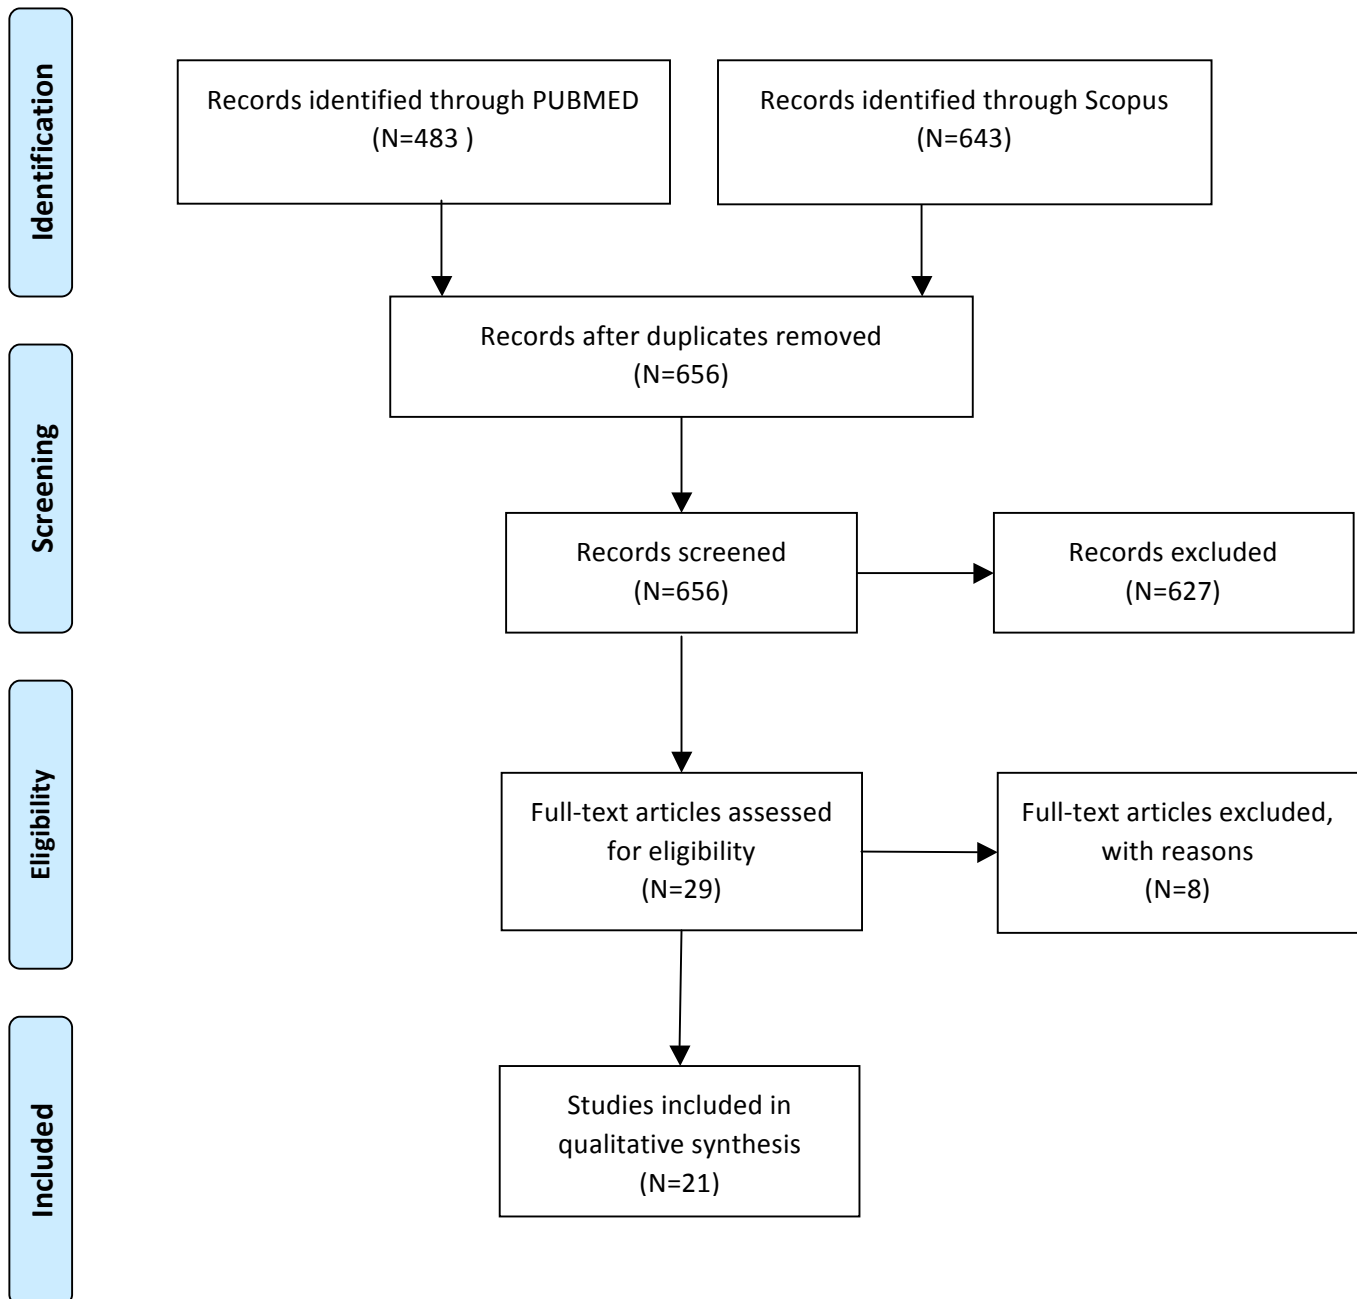 Identification
Records identified through PUBMED
(N=483 )
Records identified through Scopus
(N=643)
Records after duplicates removed
(N=656)
Screening
Records screened
(N=656)
Records excluded
(N=627)
Eligibility
Full-text articles assessed
for eligibility
(N=29)
Full-text articles excluded,
with reasons
(N=8)
Included
Studies included in
qualitative synthesis
(N=21)